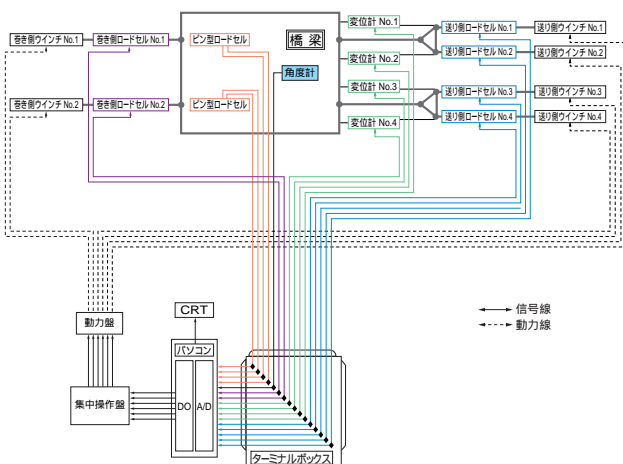 巻き側ウインチ No.1
巻き側ロードセル No.1
ピン型ロードセル
橋 梁
変位計 No.1
送り側ロードセル No.1
送り側ウインチ No.1
変位計 No.2
送り側ロードセル No.2
送り側ウインチ No.2
角度計
変位計 No.3
送り側ロードセル No.3
送り側ウインチ No.3
巻き側ウインチ No.2
巻き側ロードセル No.2
ピン型ロードセル
変位計 No.4
送り側ロードセル No.4
送り側ウインチ No.4
CRT
信号線
動力線
動力盤
パソコン
集中操作盤
DO
A/D
ターミナルボックス